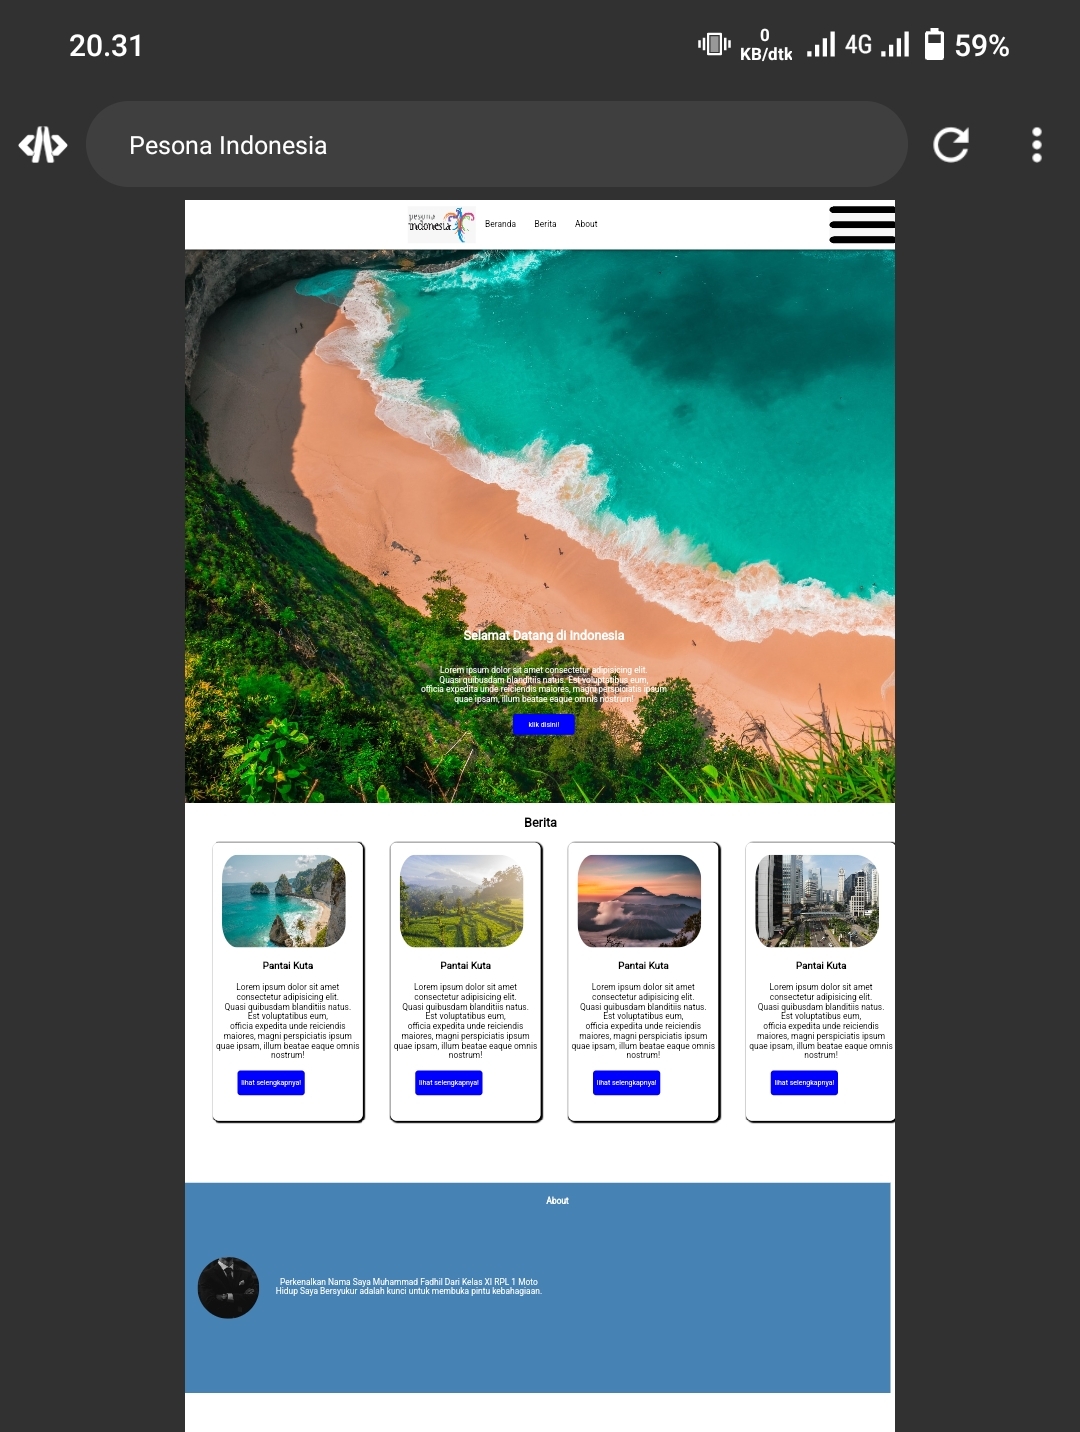 20.31
0
KB/dtk
4G
59%
Pesona Indonesia
pesona
indonesia
Beranda Berita About
Selamat Datang di Indonesia
Lorem ipsum dolor sit amet consectetur adipisicing elit.
Quasi quibusdam blanditiis natus. Est voluptatibus eum,
officia expedita unde reiciendis maiores, magni perspiciatis ipsum
quae ipsam, illum beatae eaque omnis nostrum!
klik disini!
Berita
Pantai Kuta
Lorem ipsum dolor sit amet
consectetur adipisicing elit.
Quasi quibusdam blanditiis natus.
Est voluptatibus eum,
officia expedita unde reiciendis
maiores, magni perspiciatis ipsum
quae ipsam, illum beatae eaque omnis
nostrum!
lihat selengkapnya!
Pantai Kuta
Lorem ipsum dolor sit amet
consectetur adipisicing elit.
Quasi quibusdam blanditiis natus.
Est voluptatibus eum,
officia expedita unde reiciendis
maiores, magni perspiciatis ipsum
quae ipsam, illum beatae eaque omnis
nostrum!
lihat selengkapnya!
Pantai Kuta
Lorem ipsum dolor sit amet
consectetur adipisicing elit.
Quasi quibusdam blanditiis natus.
Est voluptatibus eum,
officia expedita unde reiciendis
maiores, magni perspiciatis ipsum
quae ipsam, illum beatae eaque omnis
nostrum!
lihat selengkapnya!
Pantai Kuta
Lorem ipsum dolor sit amet
consectetur adipisicing elit.
Quasi quibusdam blanditiis natus.
Est voluptatibus eum,
officia expedita unde reiciendis
maiores, magni perspiciatis ipsum
quae ipsam, illum beatae eaque omnis
nostrum!
lihat selengkapnya!
About
Perkenalkan Nama Saya Muhammad Fadhil Dari Kelas XI RPL 1 Moto
Hidup Saya Bersyukur adalah kunci untuk membuka pintu kebahagiaan.